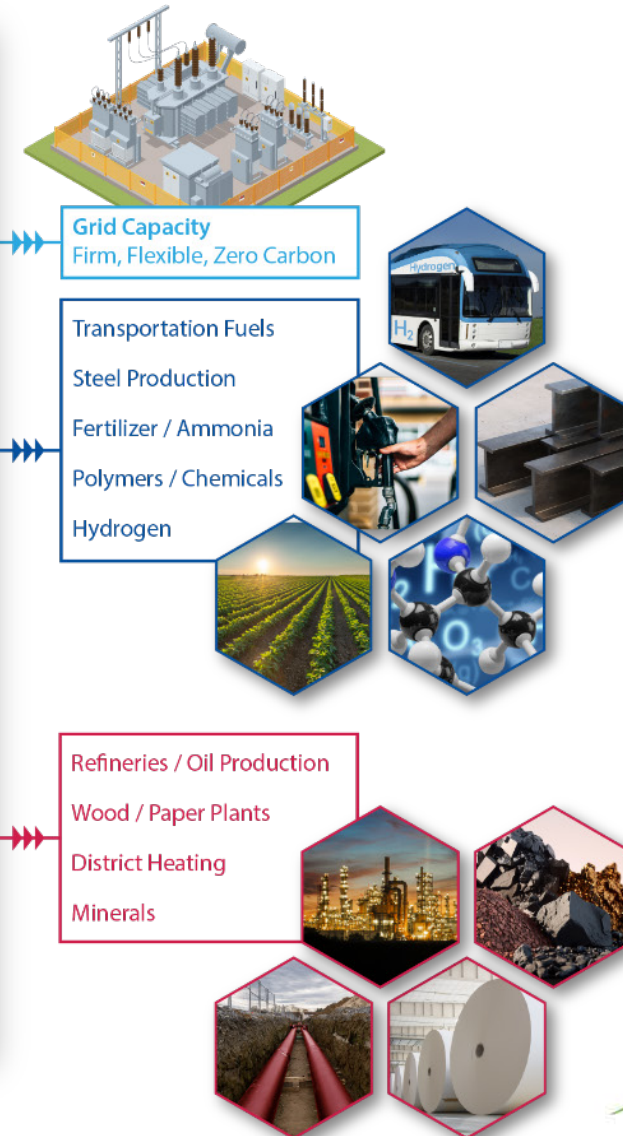 Grid Capacity
Firm, Flexible, Zero Carbon
Hydrogen
H2
Transportation Fuels
Steel Production
Fertilizer / Ammonia
Polymers / Chemicals
Hydrogen
O3
Refineries / Oil Production
Wood / Paper Plants
District Heating
Minerals